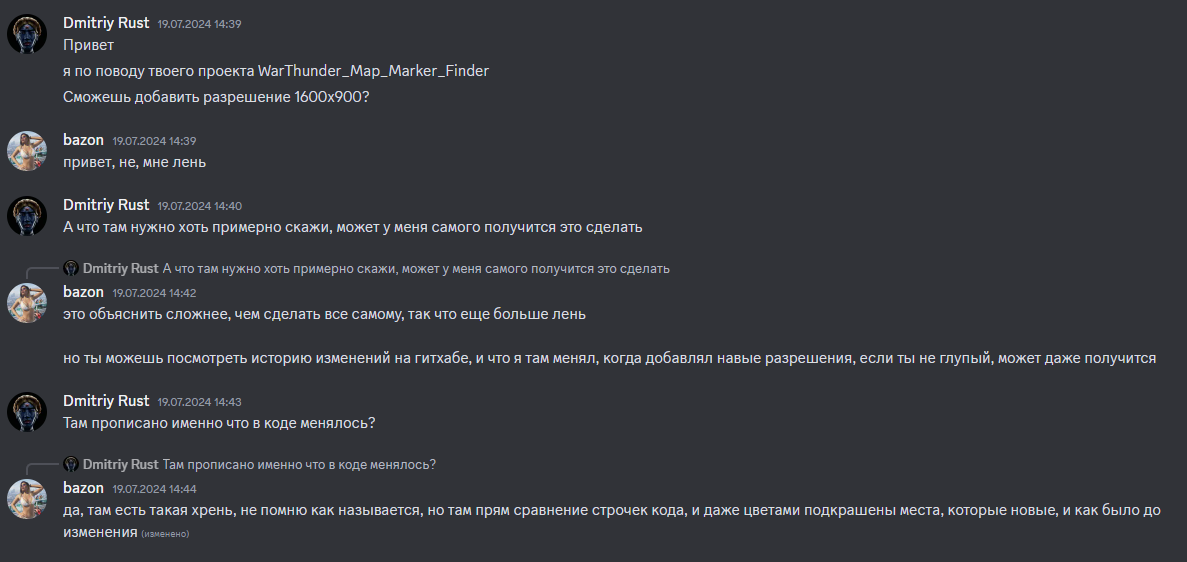 Dmitriy Rust 19.07.2024 14:39
Привет
я по поводу твоего проекта WarThunder_Map_Marker_Finder
Сможешь добавить разрешение 1600x900?
bazon 19.07.2024 14:39
привет, не, мне лень
Dmitriy Rust 19.07.2024 14:40
А что там нужно хоть примерно скажи, может у меня самого получится это сделать
Dmitriy Rust А что там нужно хоть примерно скажи, может у меня самого получится это сделать
bazon 19.07.2024 14:42
это объяснить сложнее, чем сделать все самому, так что еще больше лень
но ты можешь посмотреть историю изменений на гитхабе, и что я там менял, когда добавлял навые разрешения, если ты не глупый, может даже получится
Dmitriy Rust 19.07.2024 14:43
Там прописано именно что в коде менялось?
Dmitriy Rust Там прописано именно что в коде менялось?
bazon 19.07.2024 14:44
да, там есть такая хрень, не помню как называется, но там прям сравнение строчек кода, и даже цветами подкрашены места, которые новые, и как было до
изменения (изменено)